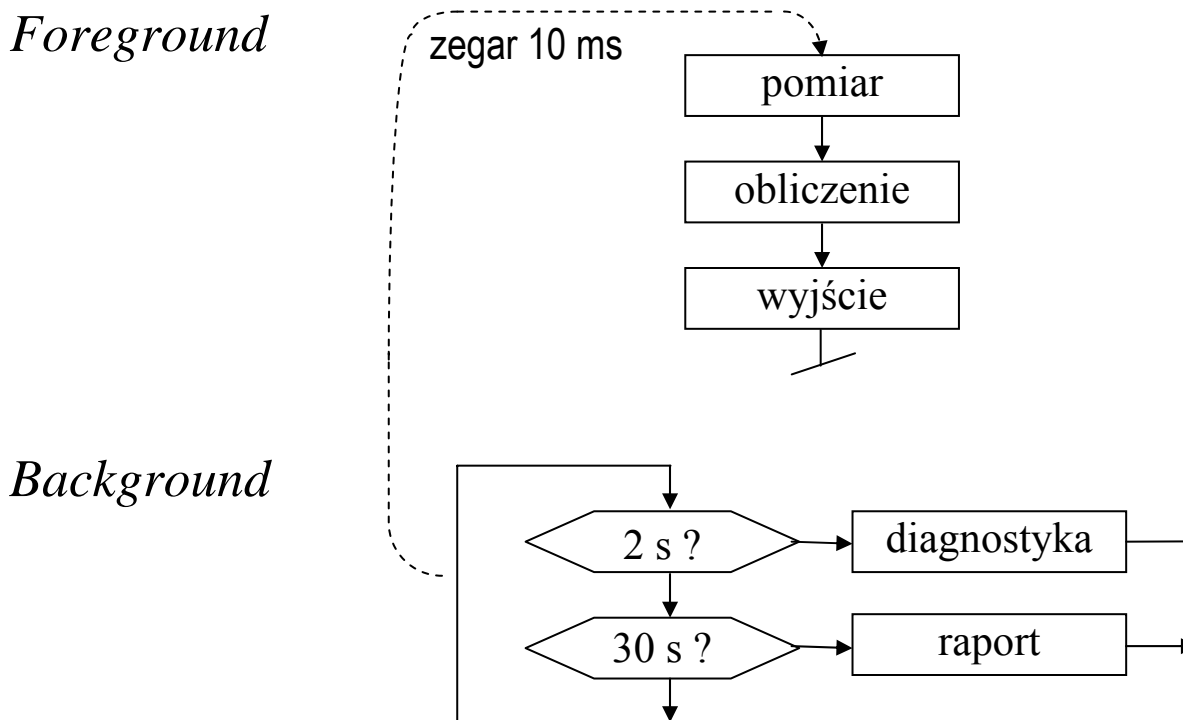 Foreground
zegar 10 ms
pomiar
obliczenie
wyjście
Background
2 s ?
diagnostyka
30 s ?
raport